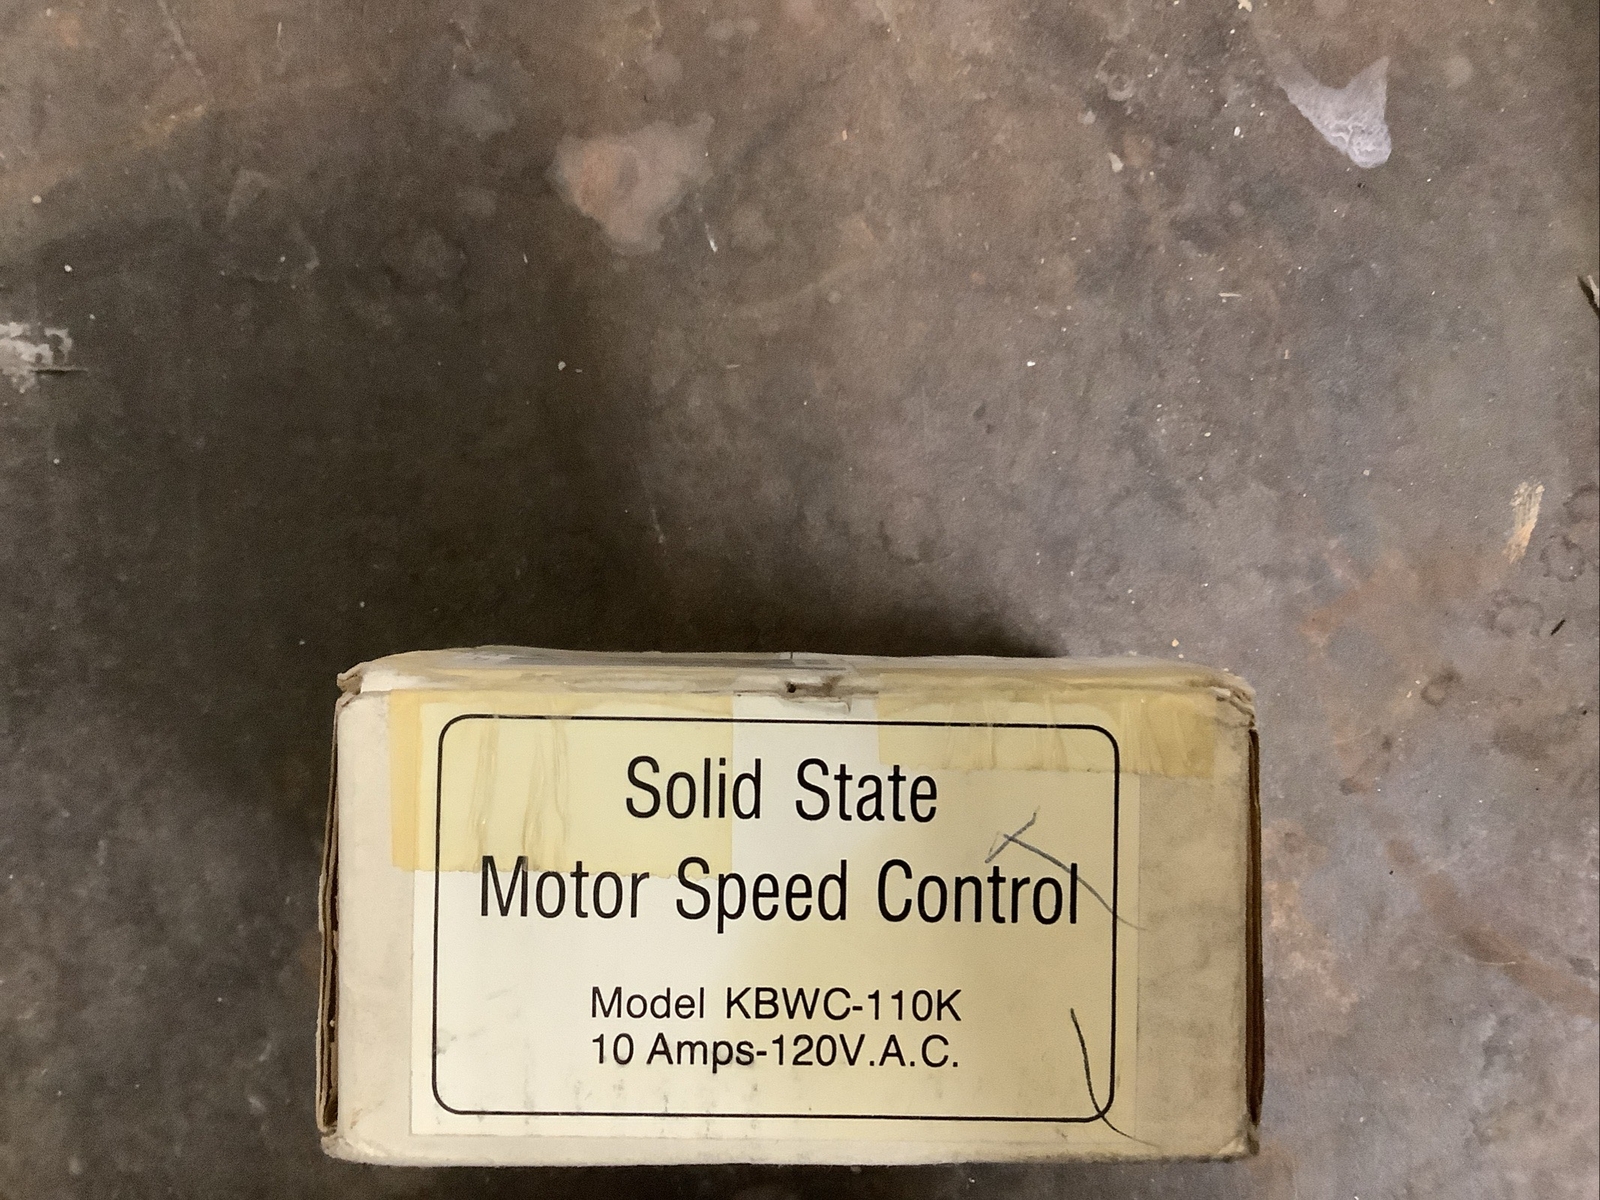 Solid State
Motor Speed Control
Model KBWC-110K
10 Amps-120V.A.C.